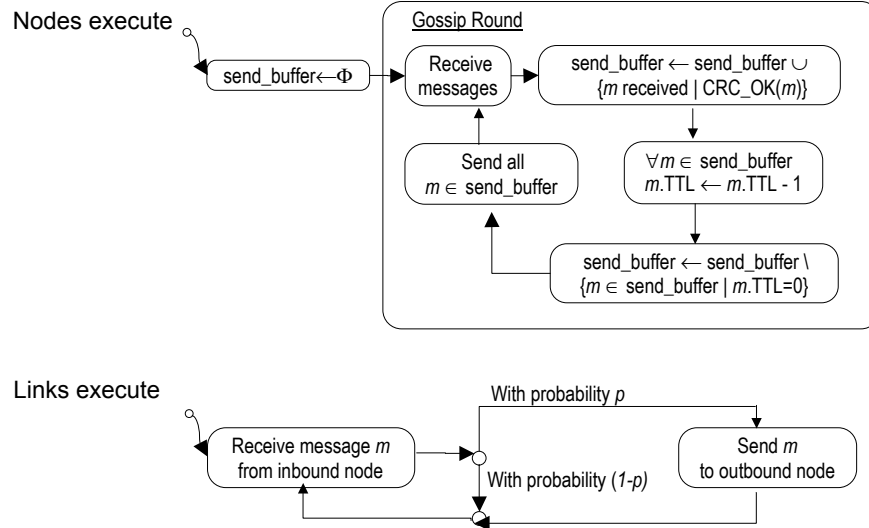 Nodes execute
Gossip Round
send_buffer←Φ
Receive
messages
send_buffer ← send_buffer ∪
{m received | CRC_OK(m)}
Send all
m ∈ send_buffer
∀m ∈ send_buffer
m.TTL ← m.TTL - 1
send_buffer ← send_buffer \
{m ∈ send_buffer | m.TTL=0}
Links execute
With probability p
Receive message m
from inbound node
Send m
to outbound node
With probability (1-p)